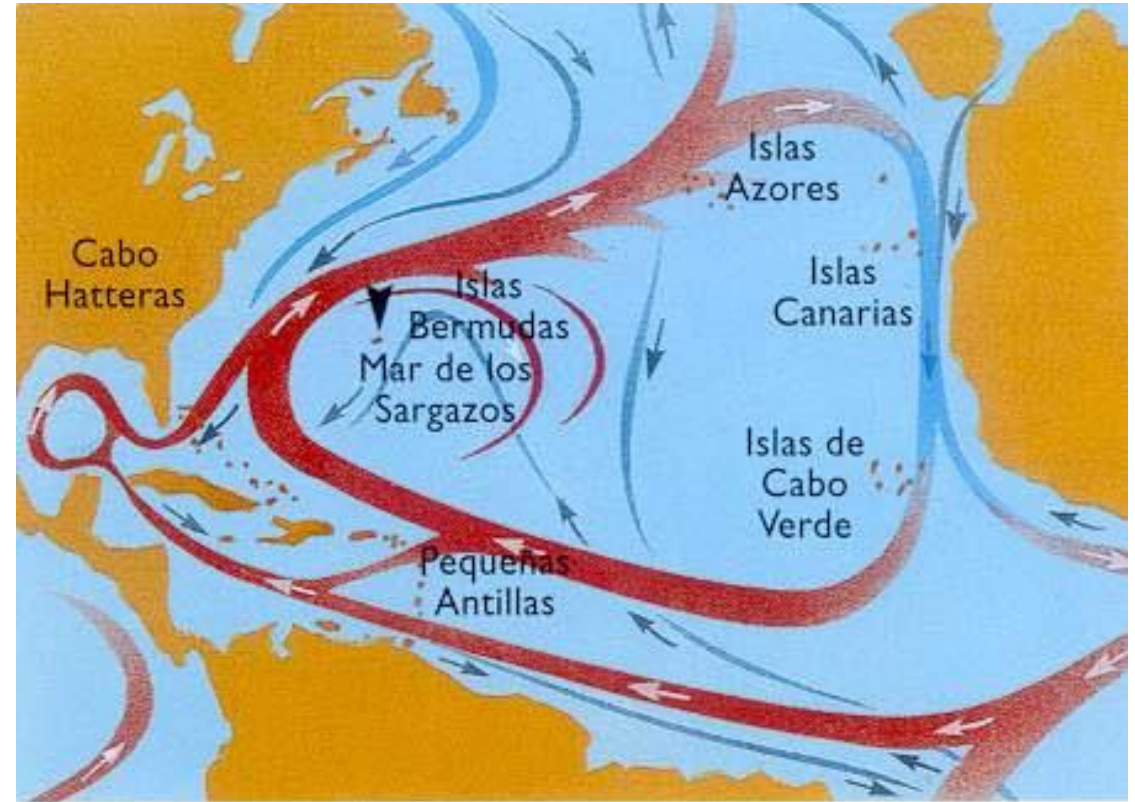 Islas
Azores
Cabo
Hatteras
Islas
Canarias
Islas
Bermudas
Mar de los
Sargazos
Islas de
Cabo
Verde
Pequeñas
Antillas